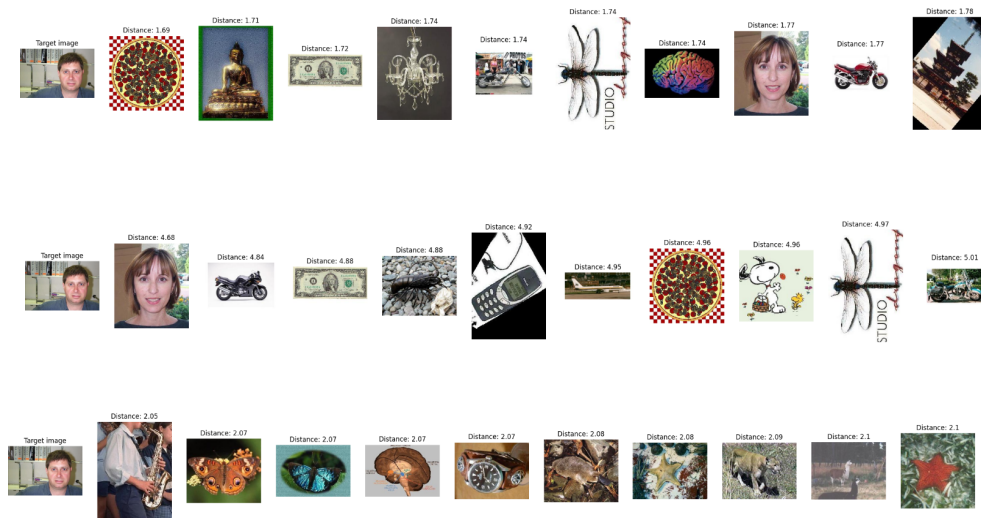 Target image
Distance: 1.69
Distance: 1.71
Distance: 1.72
Distance: 1.74
Distance: 1.74
Distance: 1.74
STUDIO
Distance: 1.74
Distance: 1.77
Distance: 1.77
Distance: 1.78
Target image
Distance: 4.68
Distance: 4.84
Distance: 4.88
Distance: 4.88
Distance: 4.92
Distance: 4.95
Distance: 4.96
Distance: 4.96
Distance: 4.97
STUDIO
Distance: 5.01
Target image
Distance: 2.05
Distance: 2.07
Distance: 2.07
Distance: 2.07
Distance: 2.07
Distance: 2.08
Distance: 2.08
Distance: 2.09
Distance: 2.1
Distance: 2.1